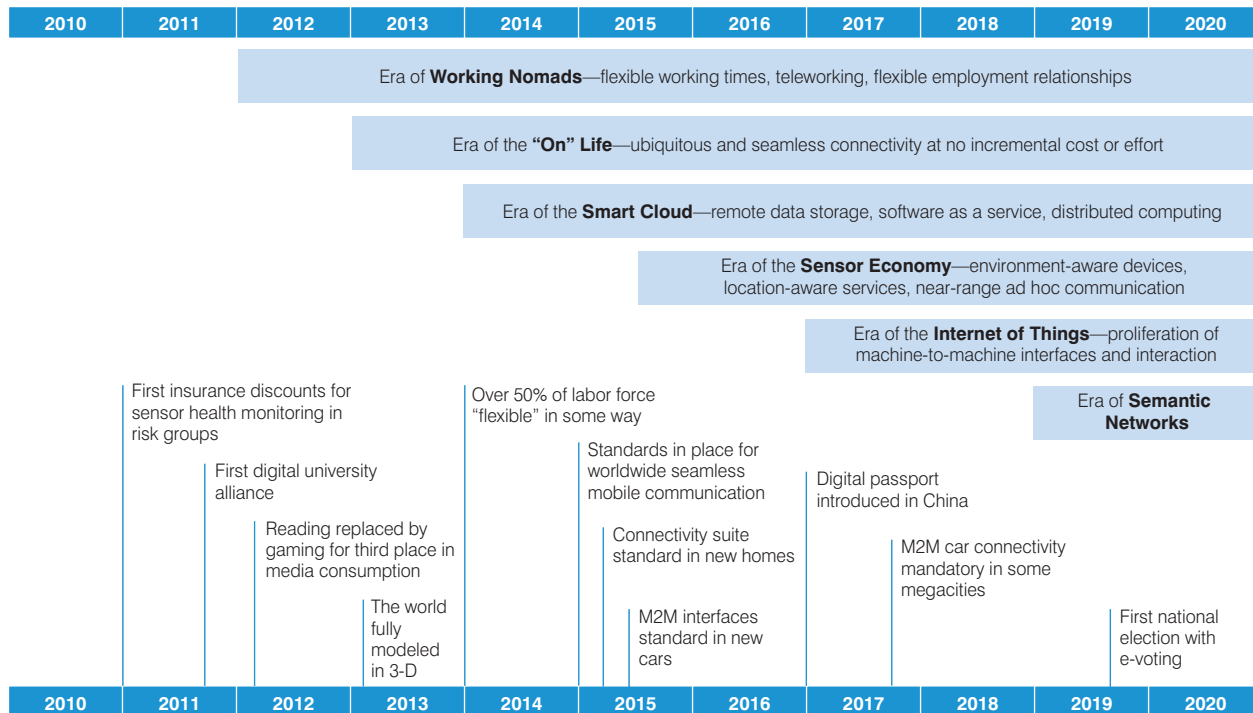 2010 2011 2012 2013 2014 2015 2016 2017 2018 2019 2020
Era of Working Nomads—flexible working times, teleworking, flexible employment relationships
Era of the “On” Life—ubiquitous and seamless connectivity at no incremental cost or effort
Era of the Smart Cloud—remote data storage, software as a service, distributed computing
Era of the Sensor Economy—environment-aware devices,
location-aware services, near-range ad hoc communication
Era of the Internet of Things—proliferation of
machine-to-machine interfaces and interaction
Era of Semantic
Networks
First insurance discounts for
sensor health monitoring in
risk groups
First digital university
alliance
Reading replaced by
gaming for third place in
media consumption
The world
fully
modeled
in 3-D
Over 50% of labor force
“flexible” in some way
Standards in place for
worldwide seamless
mobile communication
Connectivity suite
standard in new homes
M2M interfaces
standard in new
cars
Digital passport
introduced in China
M2M car connectivity
mandatory in some
megacities
First national
election with
e-voting
2010 2011 2012 2013 2014 2015 2016 2017 2018 2019 2020